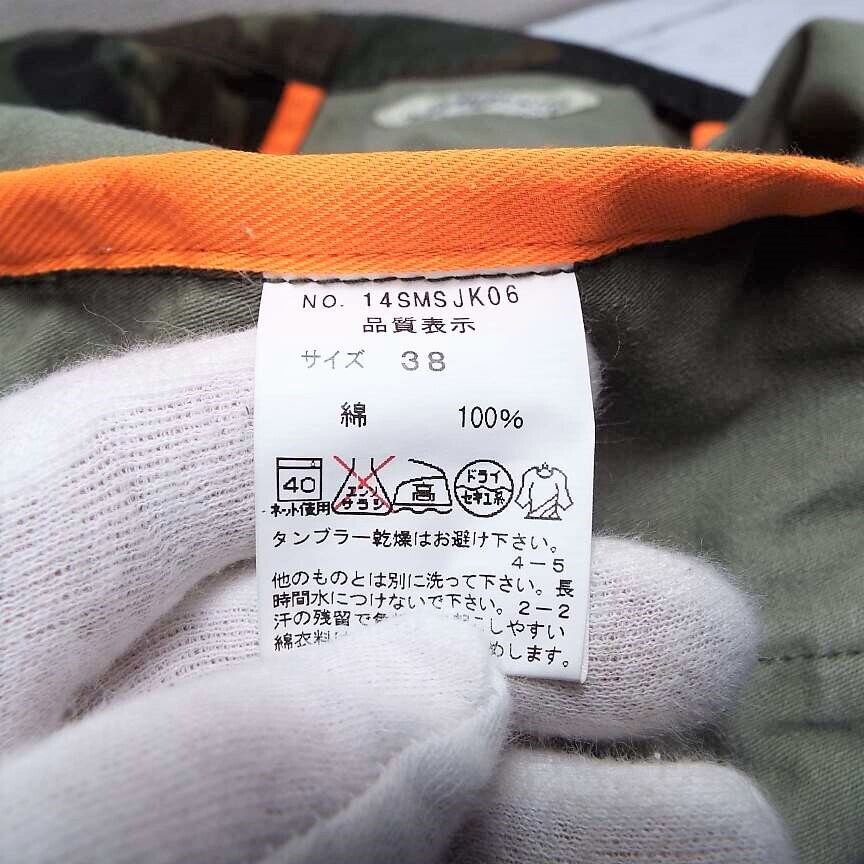 NO. 14SMSJK06
品質表示
サイズ 38
綿 100%
40 エンソ サラシ 高 ドライ セキユ系
ネット使用
タンブラー乾燥はお避け下さい。
4-5
他のものとは別に洗って下さい。長
時間水につけないで下さい。2-2
汗の残留で しやすい
綿衣料は めします。